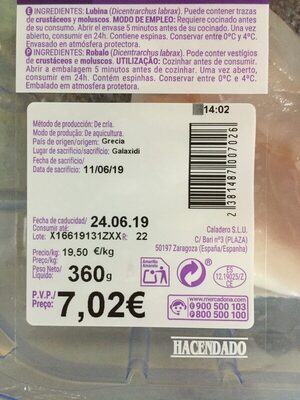 E INGREDIENTES: Lubina (Dicentrarchus labrax). Puede contener trazas
de crustáceos y moluscos. MODO DE EMPLEO: Requiere cocinado antes
de su consumo. Abrir el envase 5 minutos antes de su cocinado. Una vez
abierto, consumir en 24h. Contiene espinas. Conservar entre 0ºC y 4ºC.
Envasado en atmósfera protectora.
P INGREDIENTES: Robalo (Dicentrarchus labrax). Pode conter vestígios
de crustáceos e moluscos. UTILIZAÇÃO: Cozinhar antes de consumir.
Abrir a embalagem 5 minutos antes de cozinhar. Uma vez aberto,
consumir em 24h. Contém espinhas. Conservar entre 0ºC e 4ºC.
Embalado em atmosfera protetora.
14:02
Método de producción: De cría.
Modo de produção: De aquicultura.
País de origen/origem: Grecia
Lugar de sacrificio/sacrifício: Galaxidi
Fecha de sacrificio/
Data de sacrifício: 11/06/19
2301487007026
Fecha de caducidad/
Consumir até: 24.06.19
Lote: X16619131ZXXR: 22
Precio/kg:
Preço/kg: 19,50 €/kg
Peso Neto/
Líquido: 360g
P.V.P./
Preço: 7,02€
Caladero S.L.U.
C/ Bari nº3 (PLAZA)
50197 Zaragoza (España/Espanha)
Amarillo
Amarelo
ES
12.19025/Z
CE
www.mercadona.com
E 900 500 103
P 800 500 100
HACENDADO